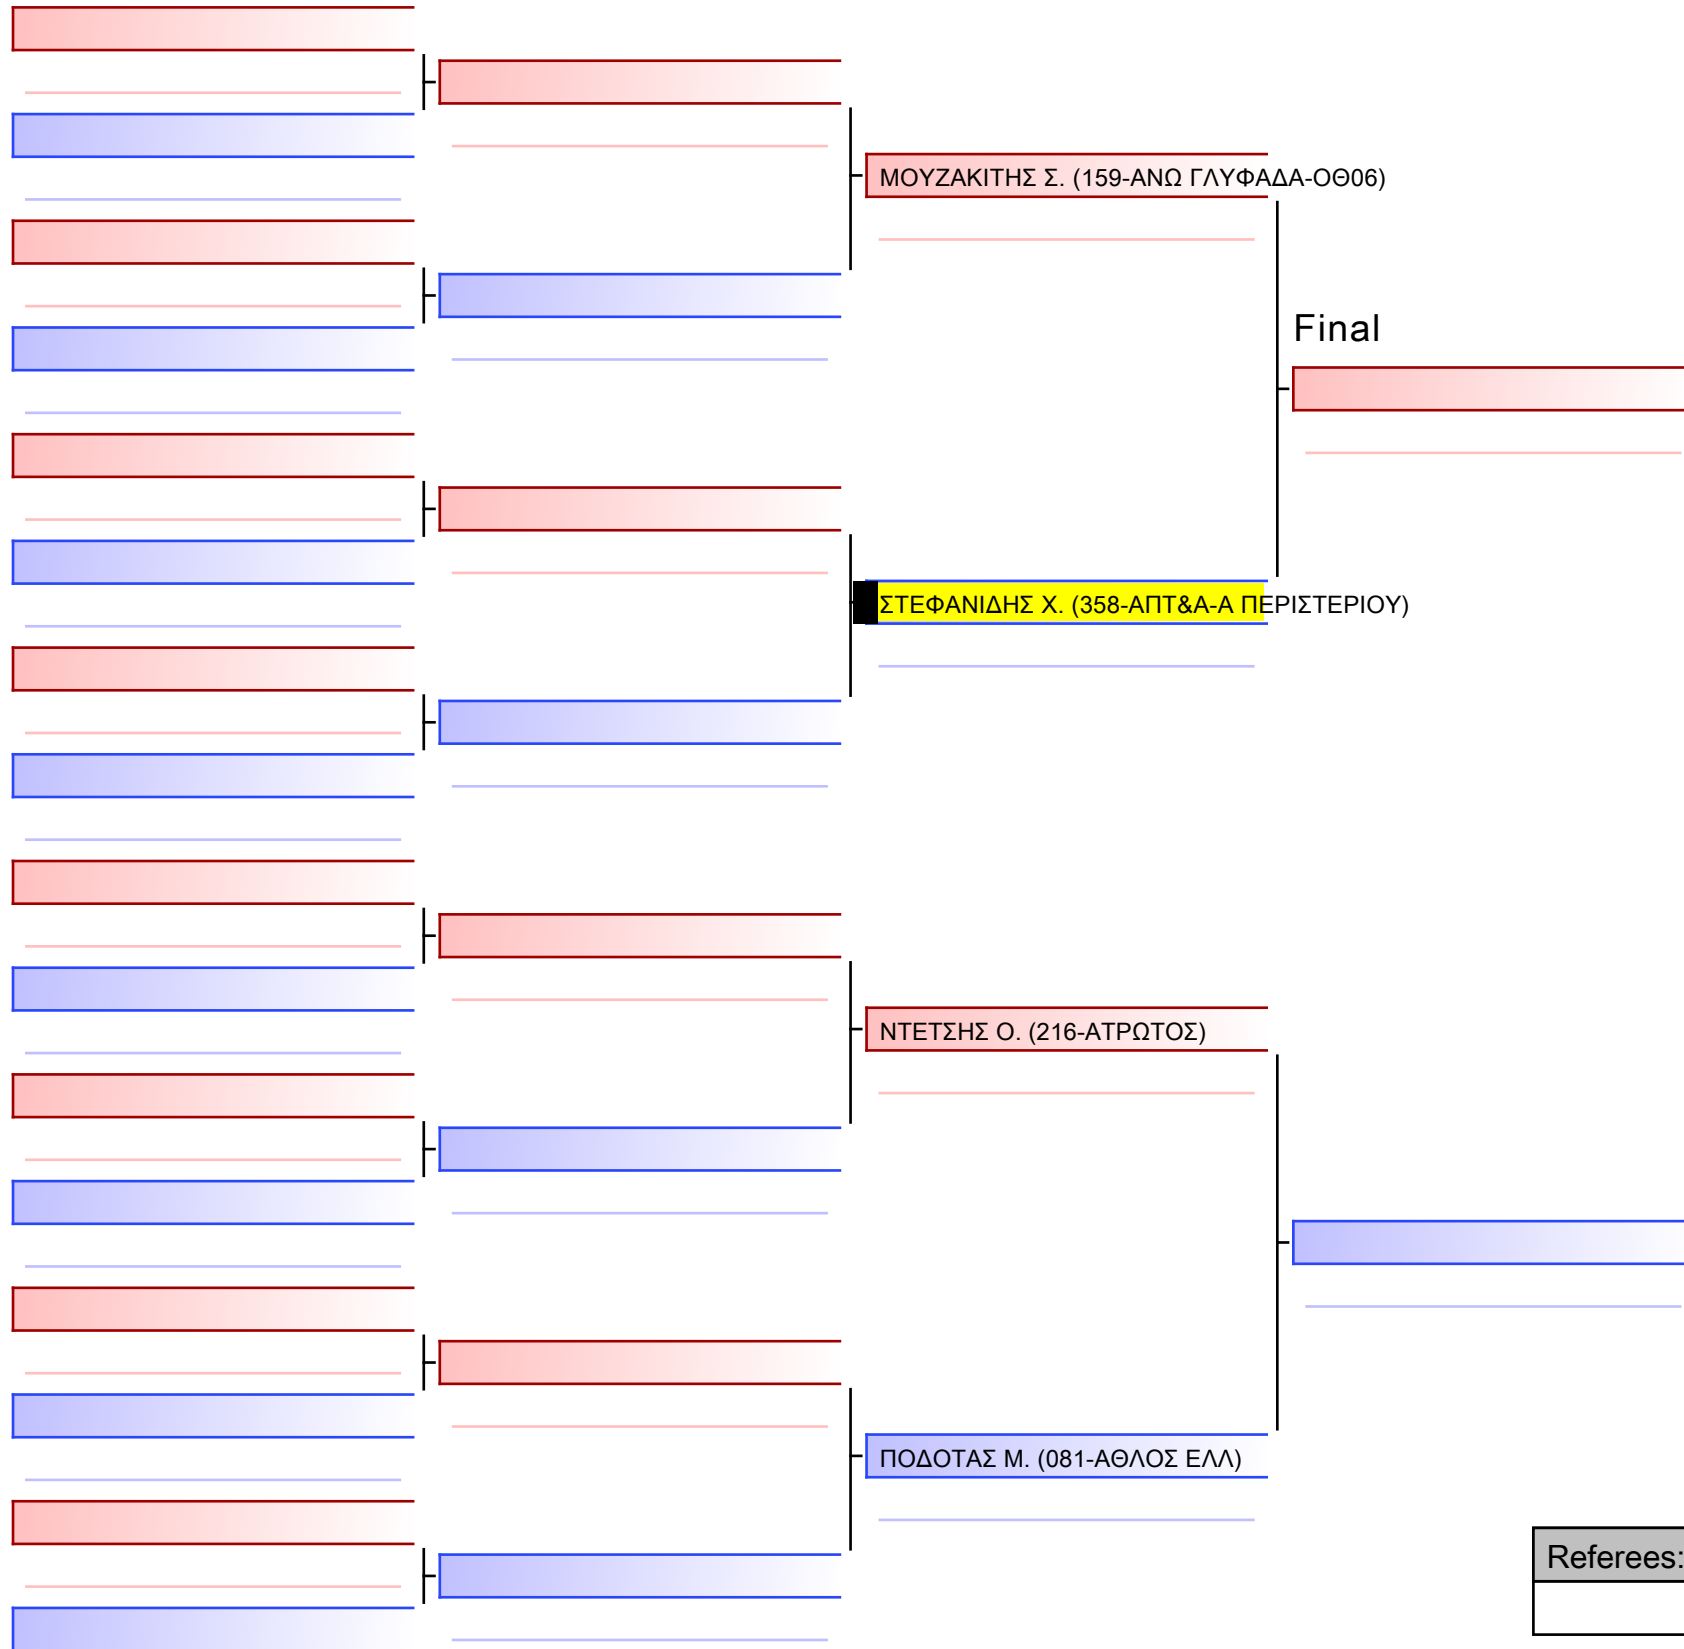 ΜΟΥΖΑΚΙΤΗΣ Σ. (159-ΑΝΩ ΓΛΥΦΑΔΑ-ΟΘ06)
Final
ΣΤΕΦΑΝΙΔΗΣ Χ. (358-ΑΠΤ&Α-Α ΠΕΡΙΣΤΕΡΙΟΥ)
ΝΤΕΤΣΗΣ Ο. (216-ΑΤΡΩΤΟΣ)
ΠΟΔΟΤΑΣ Μ. (081-ΑΘΛΟΣ ΕΛΛ)
Referees: